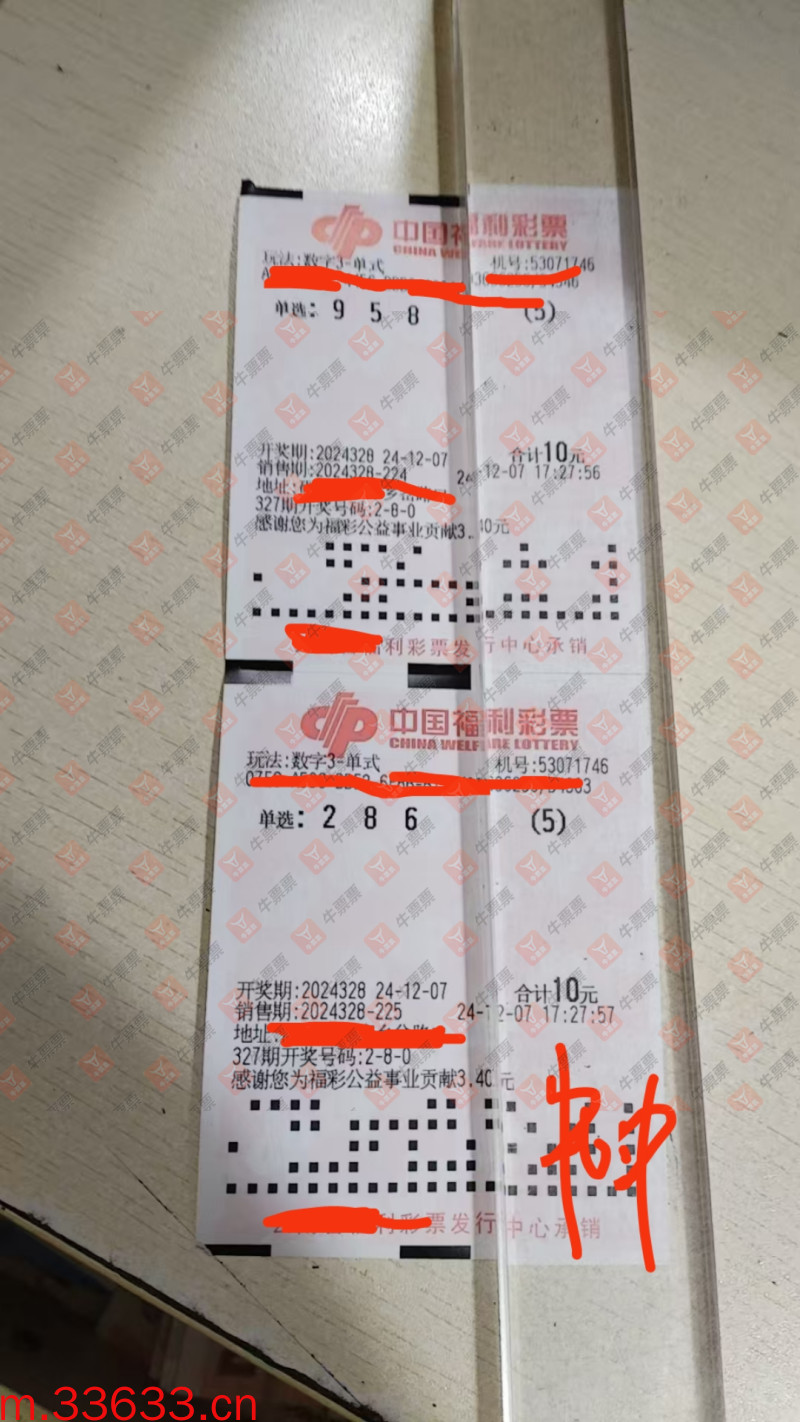 中国福利彩票
CHINA WELFARE LOTTERY
玩法:数字3-单式 机号:53071746
单选: 9 5 8 (5)
开奖期:2024328 24-12-07 合计10元
销售期:2024328-224 24-12-07 17:27:56
地址:
327期开奖号码:2-8-0
感谢您为福彩公益事业贡献3.40元
利彩票发行中心承销
中国福利彩票
CHINA WELFARE LOTTERY
玩法:数字3-单式 机号:53071746
单选: 2 8 6 (5)
开奖期:2024328 24-12-07 合计10元
销售期:2024328-225 24-12-07 17:27:57
地址:
327期开奖号码:2-8-0
感谢您为福彩公益事业贡献3.40元
利彩票发行中心承销
牛票票
m.33633.cn